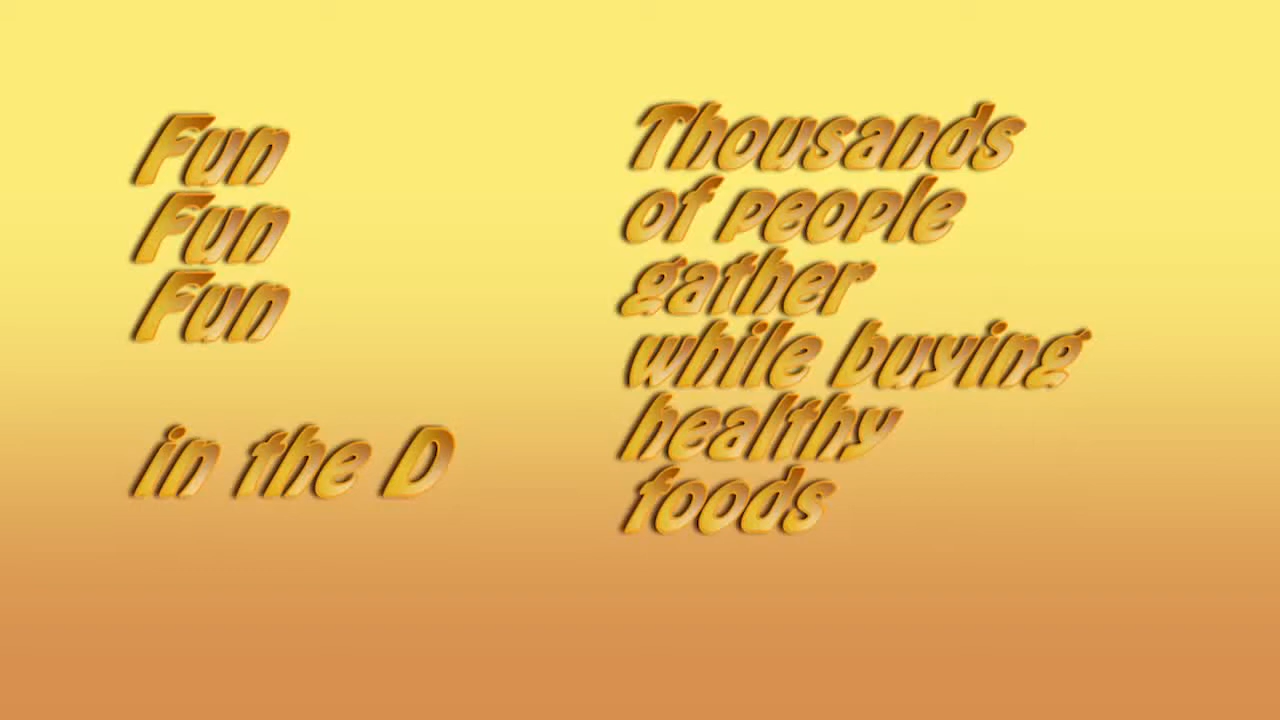 Fun
Fun
Fun
in the D
Thousands
of people
gather
while buying
healthy
foods